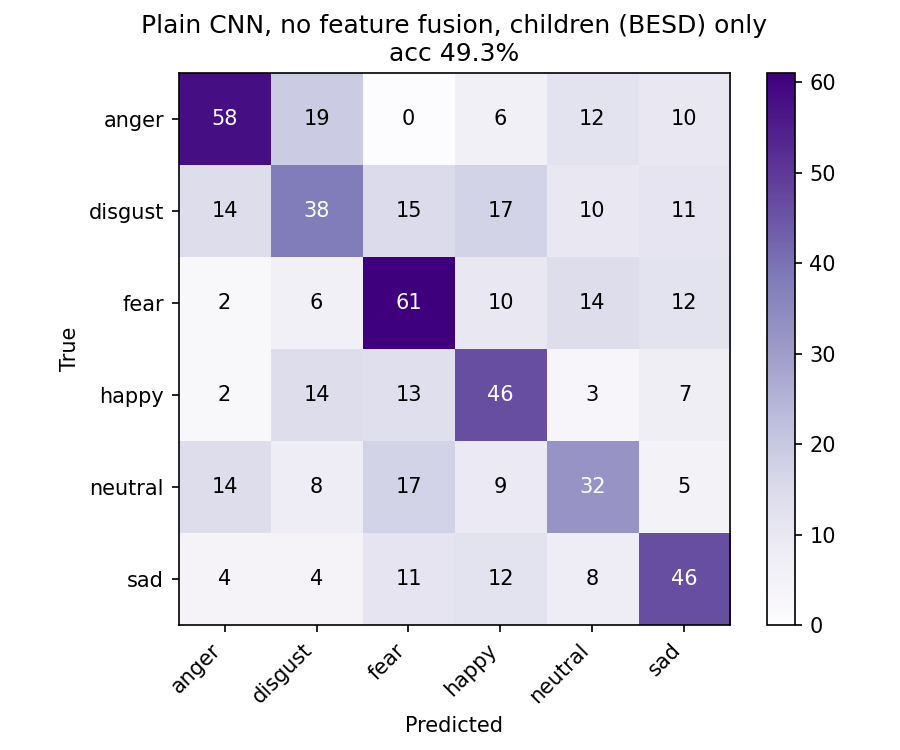 Plain CNN, no feature fusion, children (BESD) only
acc 49.3%
anger 58 19 0 6 12 10
disgust 14 38 15 17 10 11
fear 2 6 61 10 14 12
happy 2 14 13 46 3 7
neutral 14 8 17 9 32 5
sad 4 4 11 12 8 46
anger disgust fear happy neutral sad
Predicted
True
60
50
40
30
20
10
0